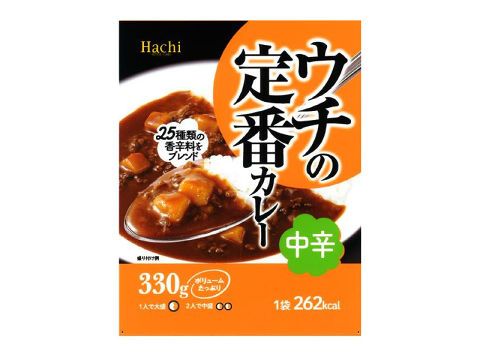 Hachi
ウチの
定番カレー
25種類の
香辛料を
ブレンド
中辛
盛り付け例
330g
ボリューム
たっぷり
1人で大盛 2人で中盛
1袋 262kcal